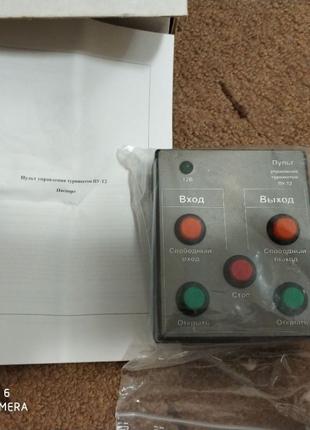 Пульт управления турникетом ПУ-Т2
Паспорт
12В
Пульт
управления
турникетом
ПУ-Т2
Вход
Выход
Свободный
вход
Свободный
выход
Стоп
Открыть
Открыть
6
AMERA